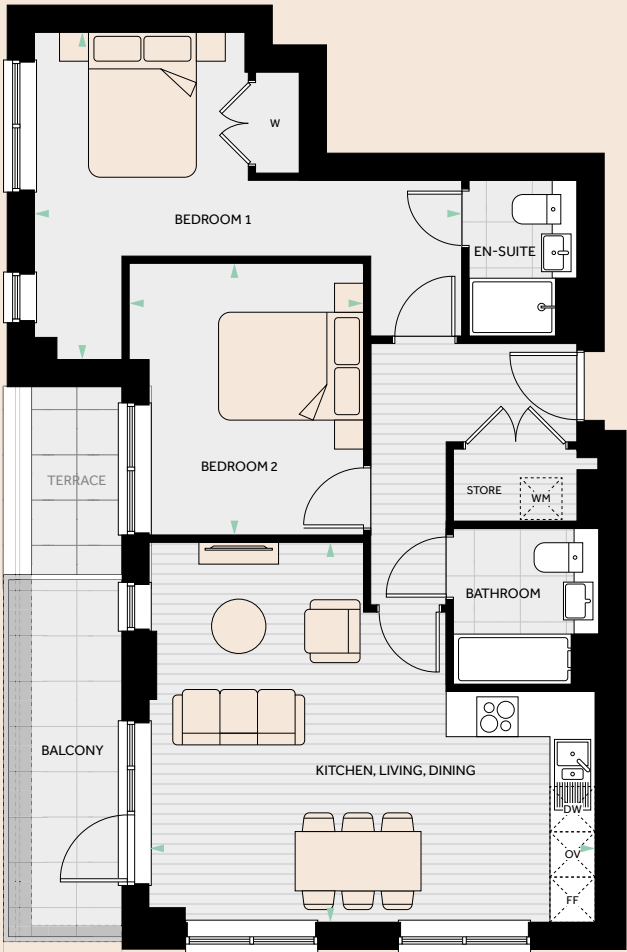 W
BEDROOM 1
EN-SUITE
BEDROOM 2
TERRACE
STORE
WM
BATHROOM
BALCONY
KITCHEN, LIVING, DINING
DW
OV
FF